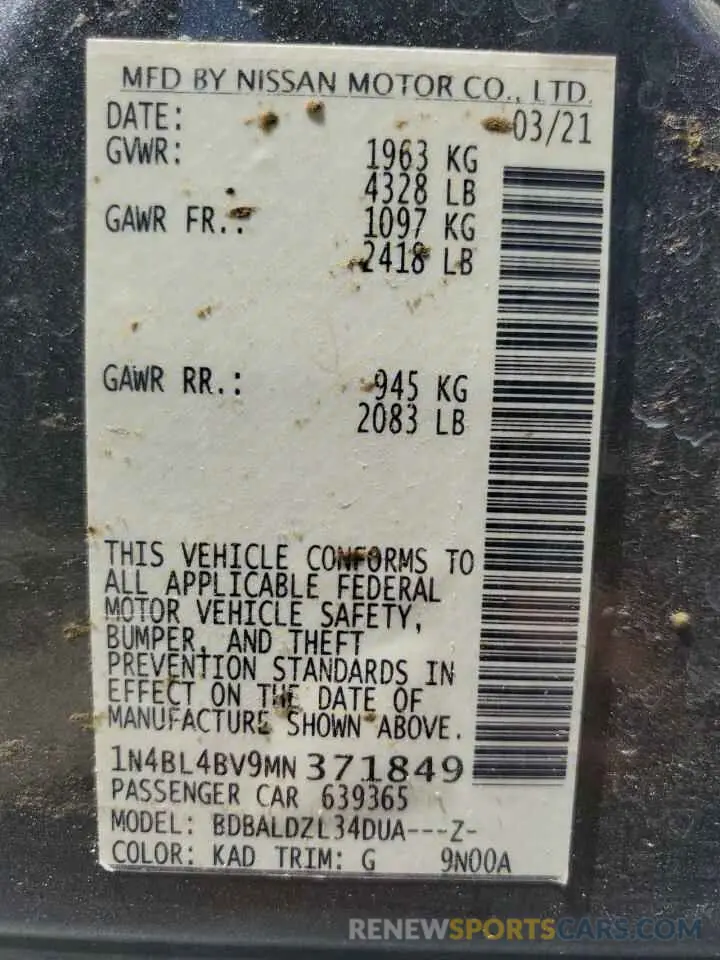 MFD BY NISSAN MOTOR CO., LTD.
DATE: 03/21
GVWR: 1963 KG
4328 LB
GAWR FR.: 1097 KG
2418 LB
GAWR RR.: 945 KG
2083 LB
THIS VEHICLE CONFORMS TO
ALL APPLICABLE FEDERAL
MOTOR VEHICLE SAFETY,
BUMPER, AND THEFT
PREVENTION STANDARDS IN
EFFECT ON THE DATE OF
MANUFACTURE SHOWN ABOVE.
1N4BL4BV9MN371849
PASSENGER CAR 639365
MODEL: BDBALDZL34DUA---Z-
COLOR: KAD TRIM: G 9N00A
RENEWSPORTSCARS.COM